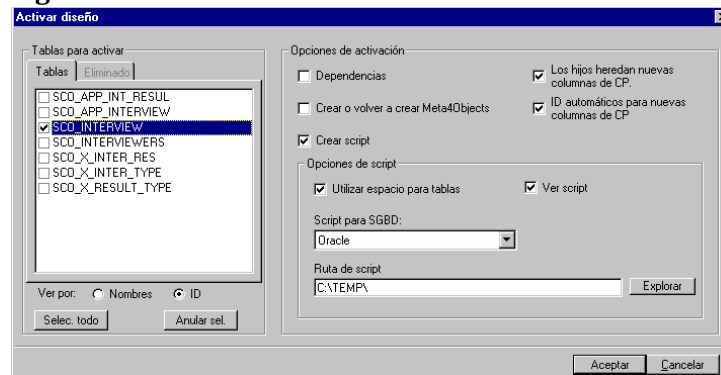 Activar diseño
Tablas para activar
Tablas Eliminado
SCO_APP_INT_RESUL
SCO_APP_INTERVIEW
SCO_INTERVIEW
SCO_INTERVIEWERS
SCO_X_INTER_RES
SCO_X_INTER_TYPE
SCO_X_RESULT_TYPE
Ver por: Nombres ID
Selec. todo Anular sel.
Opciones de activación
Dependencias
Los hijos heredan nuevas
columnas de CP.
Crear o volver a crear Meta4Objects
ID automáticos para nuevas
columnas de CP
Crear script
Opciones de script
Utilizar espacio para tablas Ver script
Script para SGBD:
Oracle
Ruta de script
C:\TEMP\ Explorar
Aceptar Cancelar